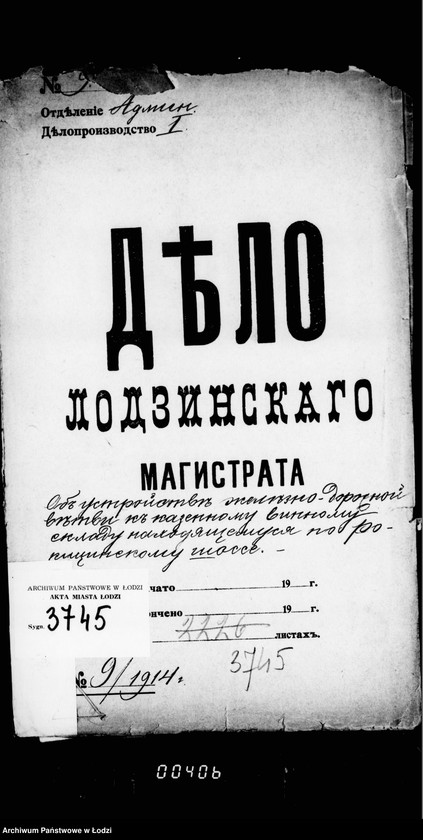 № 9.
Отдѣленіе Админ.
Дѣлопроизводство I.
ДѢЛО
ЛОДЗИНСКАГО
МАГИСТРАТА
Объ устройствѣ желѣзно-дорожной
вѣтви къ казенному винному
складу находящемуся по Ро-
кицинскому шоссе. –
ARCHIWUM PAŃSTWOWE W ŁODZI
AKTA MIASTA ŁODZI
Sygn. 3745
чато 19 г.
ончено 19 г.
2226 листахъ.
3745
№ 9/1914 г.
00406
Archiwum Państwowe w Łodzi